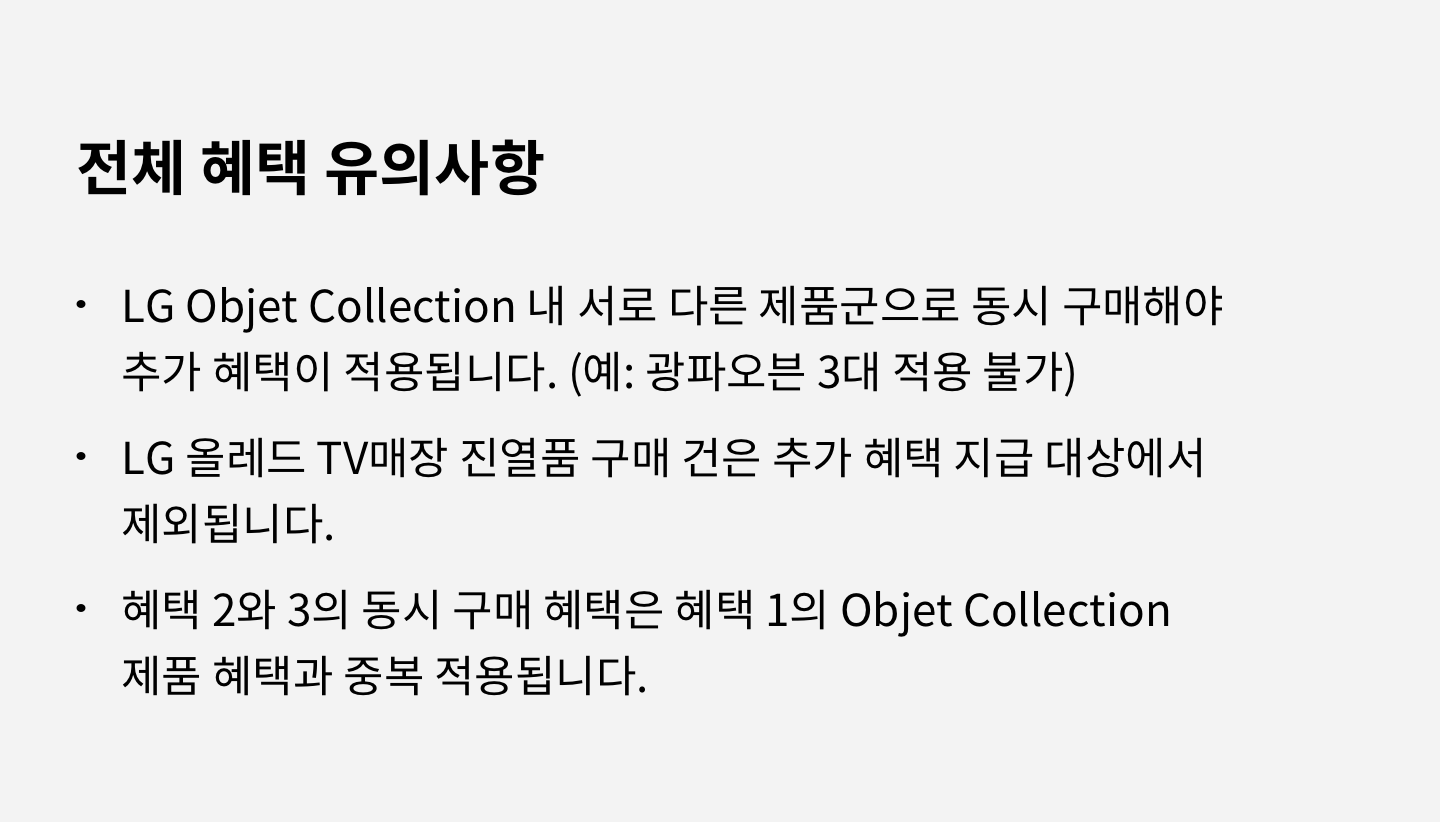 전체 혜택 유의사항
• LG Objet Collection 내 서로 다른 제품군으로 동시 구매해야
추가 혜택이 적용됩니다. (예: 광파오븐 3대 적용 불가)
• LG 올레드 TV매장 진열품 구매 건은 추가 혜택 지급 대상에서
제외됩니다.
• 혜택 2와 3의 동시 구매 혜택은 혜택 1의 Objet Collection
제품 혜택과 중복 적용됩니다.